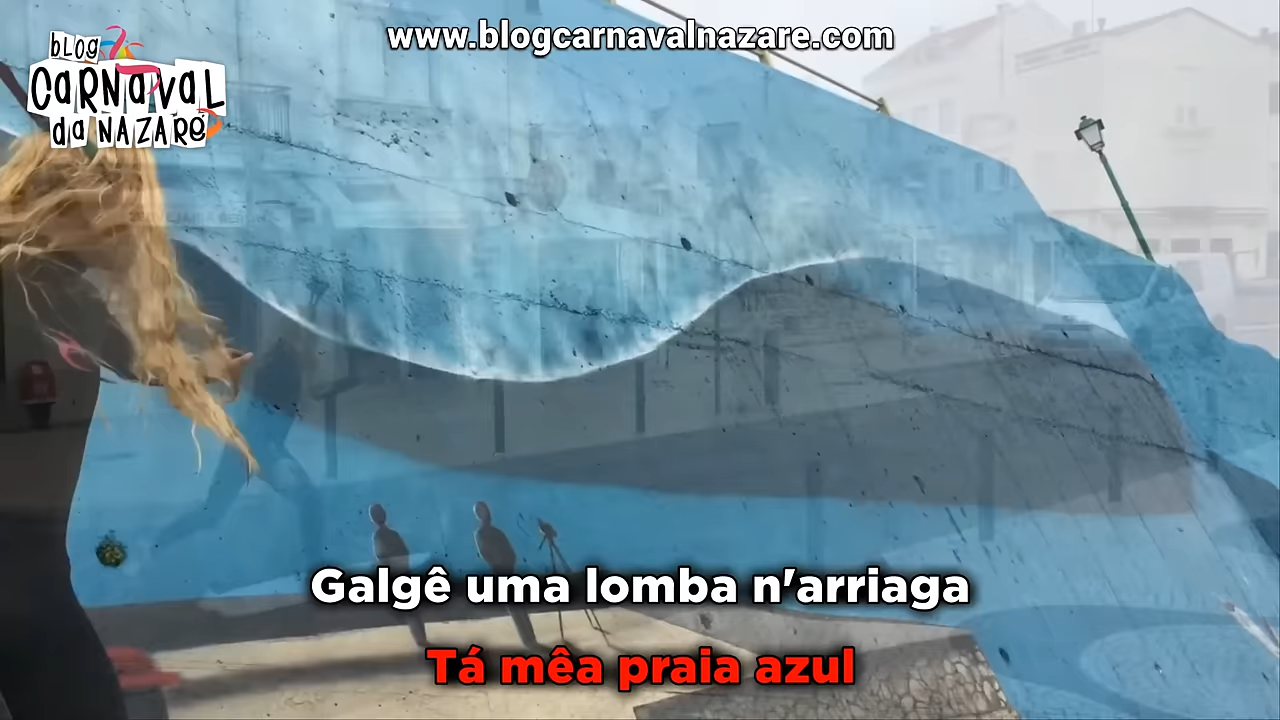 www.blogcarnavalnazare.com
blog
CARNAVAL
da NAZARÉ
Galgê uma lomba n'arriaga
Tá mêa praia azul